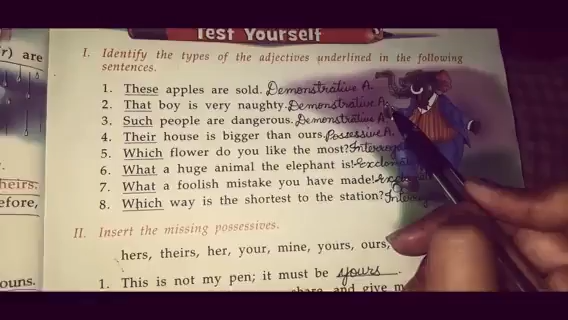 Test Yourself
r) are
I. Identify the types of the adjectives underlined in the following
sentences.
1. These apples are sold. Demonstrative A.
2. That boy is very naughty. Demonstrative A.
3. Such people are dangerous. Demonstrative A
4. Their house is bigger than ours. Possessive A.
5. Which flower do you like the most?
6. What a huge animal the elephant is!
7. What a foolish mistake you have made!
8. Which way is the shortest to the station?
heirs.
efore,
II. Insert the missing possessives.
hers, theirs, her, your, mine, yours, ours,
ouns.
1. This is not my pen; it must be yours.
and give